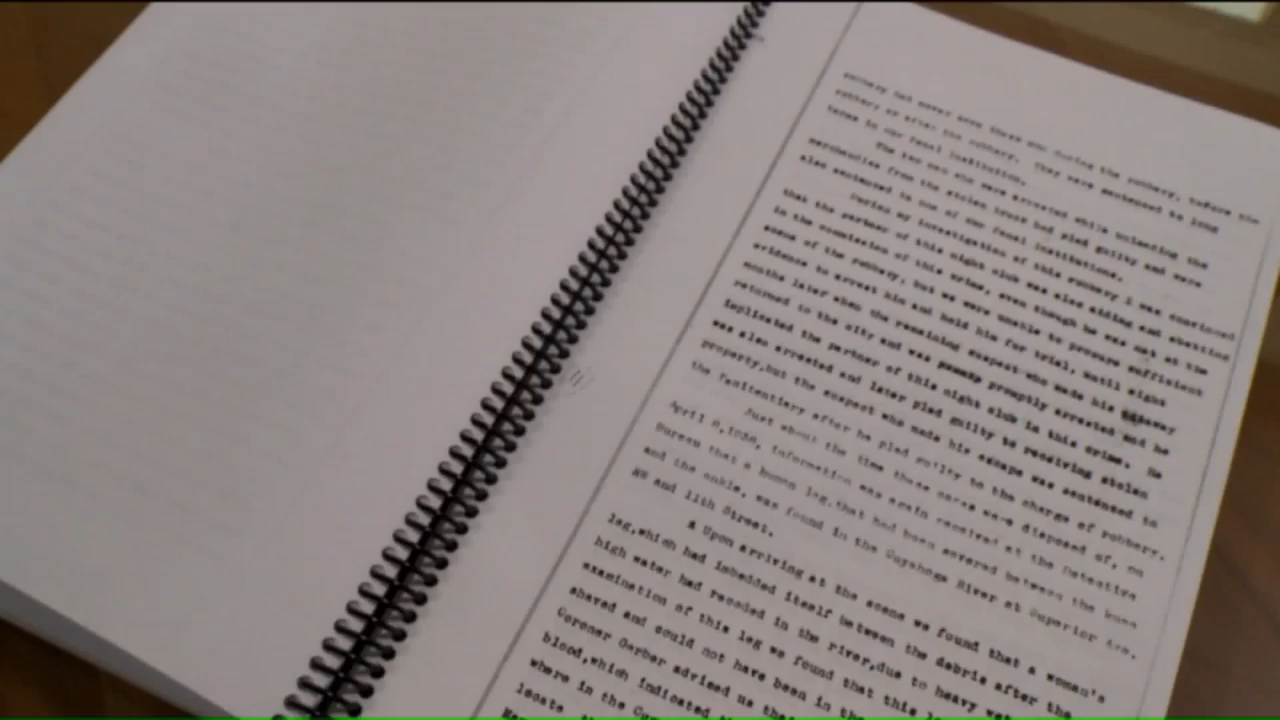 robbery nor never seen these men during the robbery, before the
robbery or after the robbery. They were sentenced to long
terms in our Penal Institution.
The two men who were arrested while unloading the
merchandise from the stolen truck had pled guilty and were
also sentenced to one of our Penal Institutions.
During my investigation of this robbery I was convinced
that the partner of this night club was also aiding and abetting
in the commission of this crime, even though he was not at the
scene of the robbery, but we were unable to procure sufficient
evidence to arrest him and hold him for trial, until eight
months later when the remaining suspect who made his
returned to the city and was promptly arrested and he
implicated the partner of this night club in this crime. He
was also arrested and later pled guilty to receiving stolen
property,but the suspect who made his escape was sentenced to
the Penitentiary after he pled guilty to the charge of robbery.
Just about the time these cases were disposed of, on
April 8,1938, information was again received at the Detective
Bureau that a human leg,that had been severed between the knee
and the ankle, was found in the Cuyahoga River at Superior Ave.
NW and 11th Street.
A Upon arriving at the scene we found that a woman's
leg,which had imbedded itself between the debris after the
high water had receded in the river,due to heavy
examination of this leg we found that this
shaved and could not have been in the
Coroner Gerber advised us that
blood,which indicated
where in the
locate